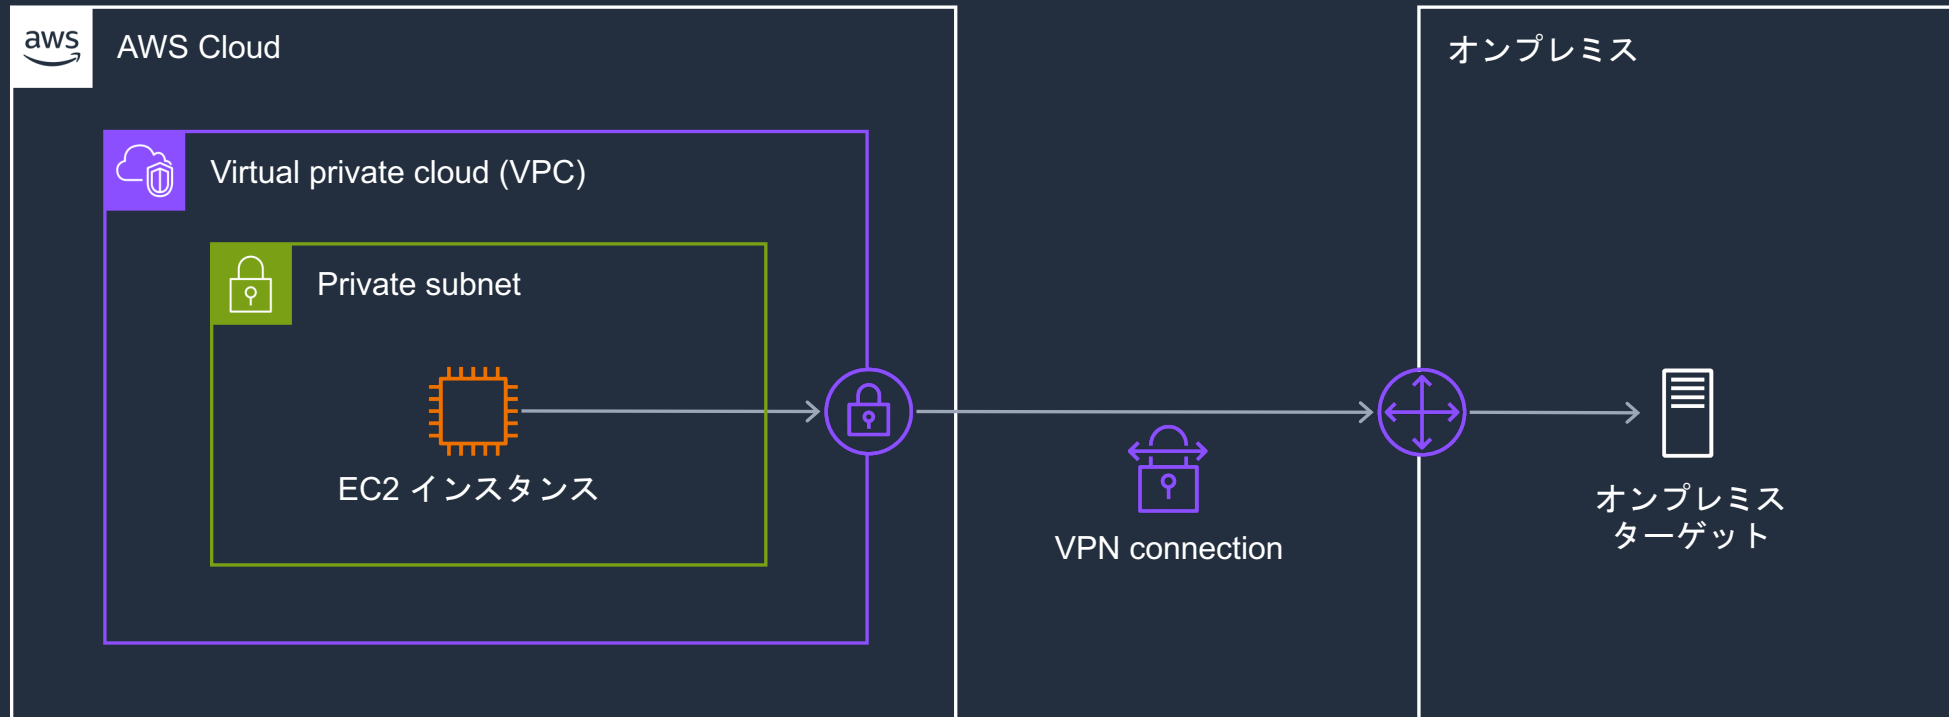 aws
AWS Cloud
オンプレミス
Virtual private cloud (VPC)
Private subnet
EC2 インスタンス
VPN connection
オンプレミス
ターゲット